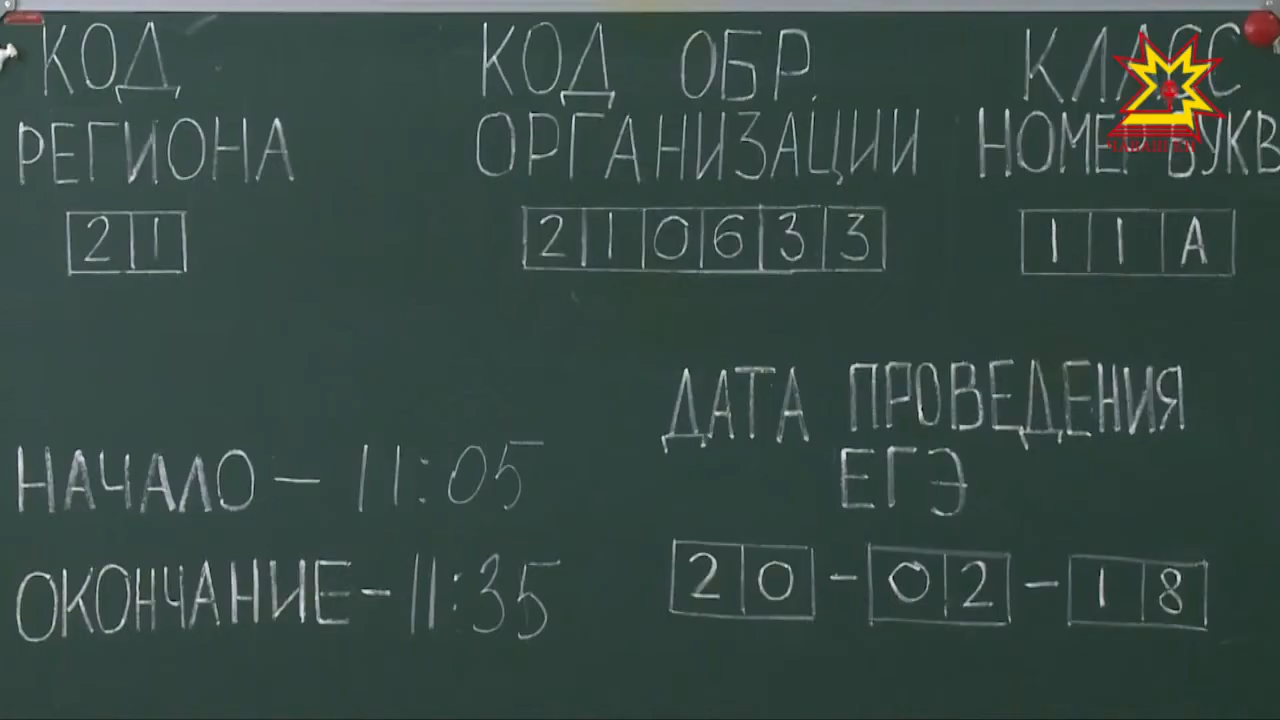 КОД
РЕГИОНА
21
КОД ОБР.
ОРГАНИЗАЦИИ
210633
КЛАСС
НОМЕР БУКВ
11А
НАЧАЛО – 11:05
ОКОНЧАНИЕ – 11:35
ДАТА ПРОВЕДЕНИЯ
ЕГЭ
20-02-18